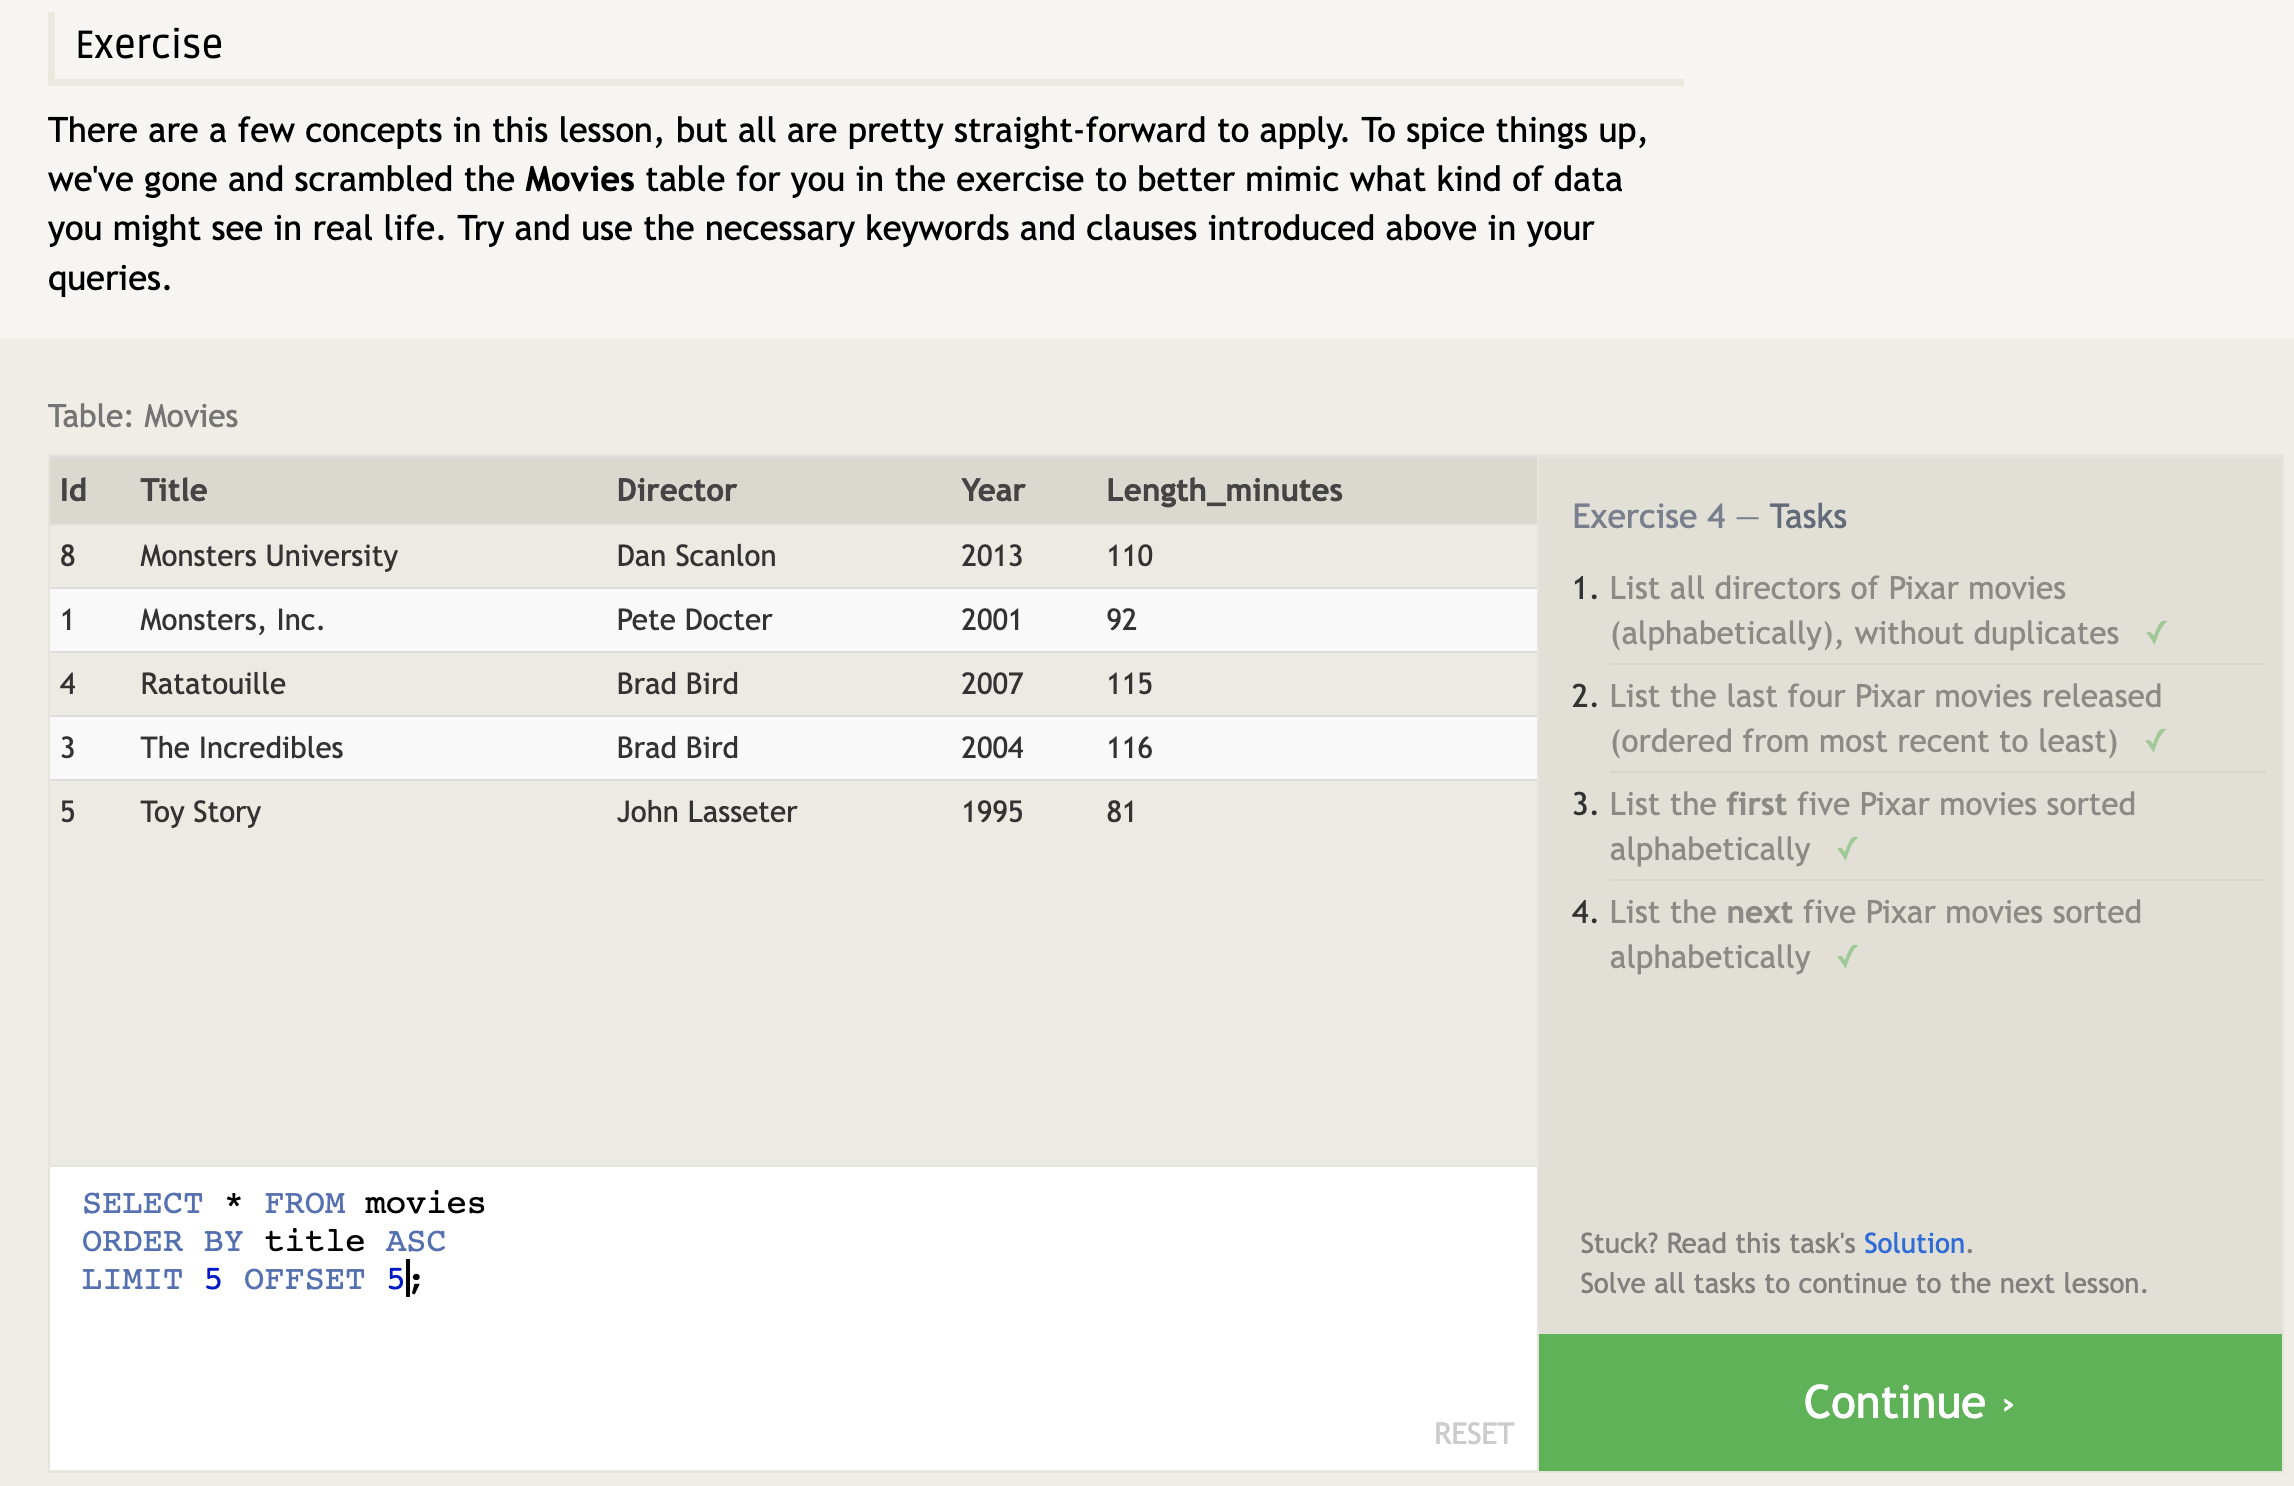 Exercise
There are a few concepts in this lesson, but all are pretty straight-forward to apply. To spice things up,
we've gone and scrambled the Movies table for you in the exercise to better mimic what kind of data
you might see in real life. Try and use the necessary keywords and clauses introduced above in your
queries.
Table: Movies
Id Title Director Year Length_minutes
8 Monsters University Dan Scanlon 2013 110
1 Monsters, Inc. Pete Docter 2001 92
4 Ratatouille Brad Bird 2007 115
3 The Incredibles Brad Bird 2004 116
5 Toy Story John Lasseter 1995 81
SELECT * FROM movies
ORDER BY title ASC
LIMIT 5 OFFSET 5;
RESET
Exercise 4 — Tasks
1. List all directors of Pixar movies
(alphabetically), without duplicates ✓
2. List the last four Pixar movies released
(ordered from most recent to least) ✓
3. List the first five Pixar movies sorted
alphabetically ✓
4. List the next five Pixar movies sorted
alphabetically ✓
Stuck? Read this task's Solution.
Solve all tasks to continue to the next lesson.
Continue ›